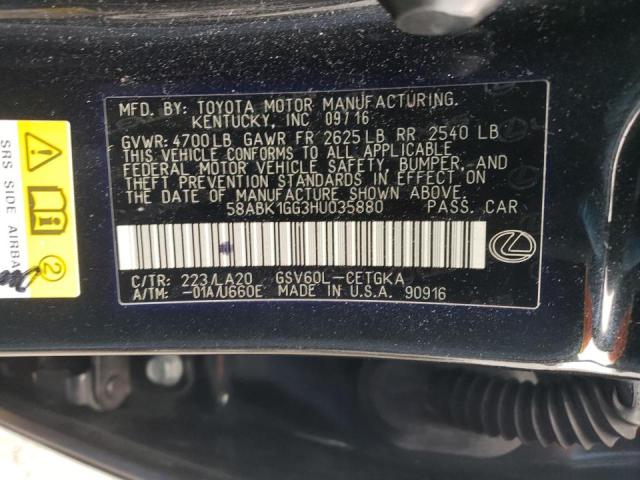 MFD. BY: TOYOTA MOTOR MANUFACTURING,
KENTUCKY, INC 09/16
GVWR: 4700LB GAWR FR 2625LB RR 2540 LB
THIS VEHICLE CONFORMS TO ALL APPLICABLE
FEDERAL MOTOR VEHICLE SAFETY, BUMPER, AND
THEFT PREVENTION STANDARDS IN EFFECT ON
THE DATE OF MANUFACTURE SHOWN ABOVE.
58ABK1GG3HU035880 PASS. CAR
C/TR: 223/LA20 GSV60L-CETGKA
A/TM: -01A/U660E MADE IN U.S.A. 90916
SRS SIDE AIRBA
2